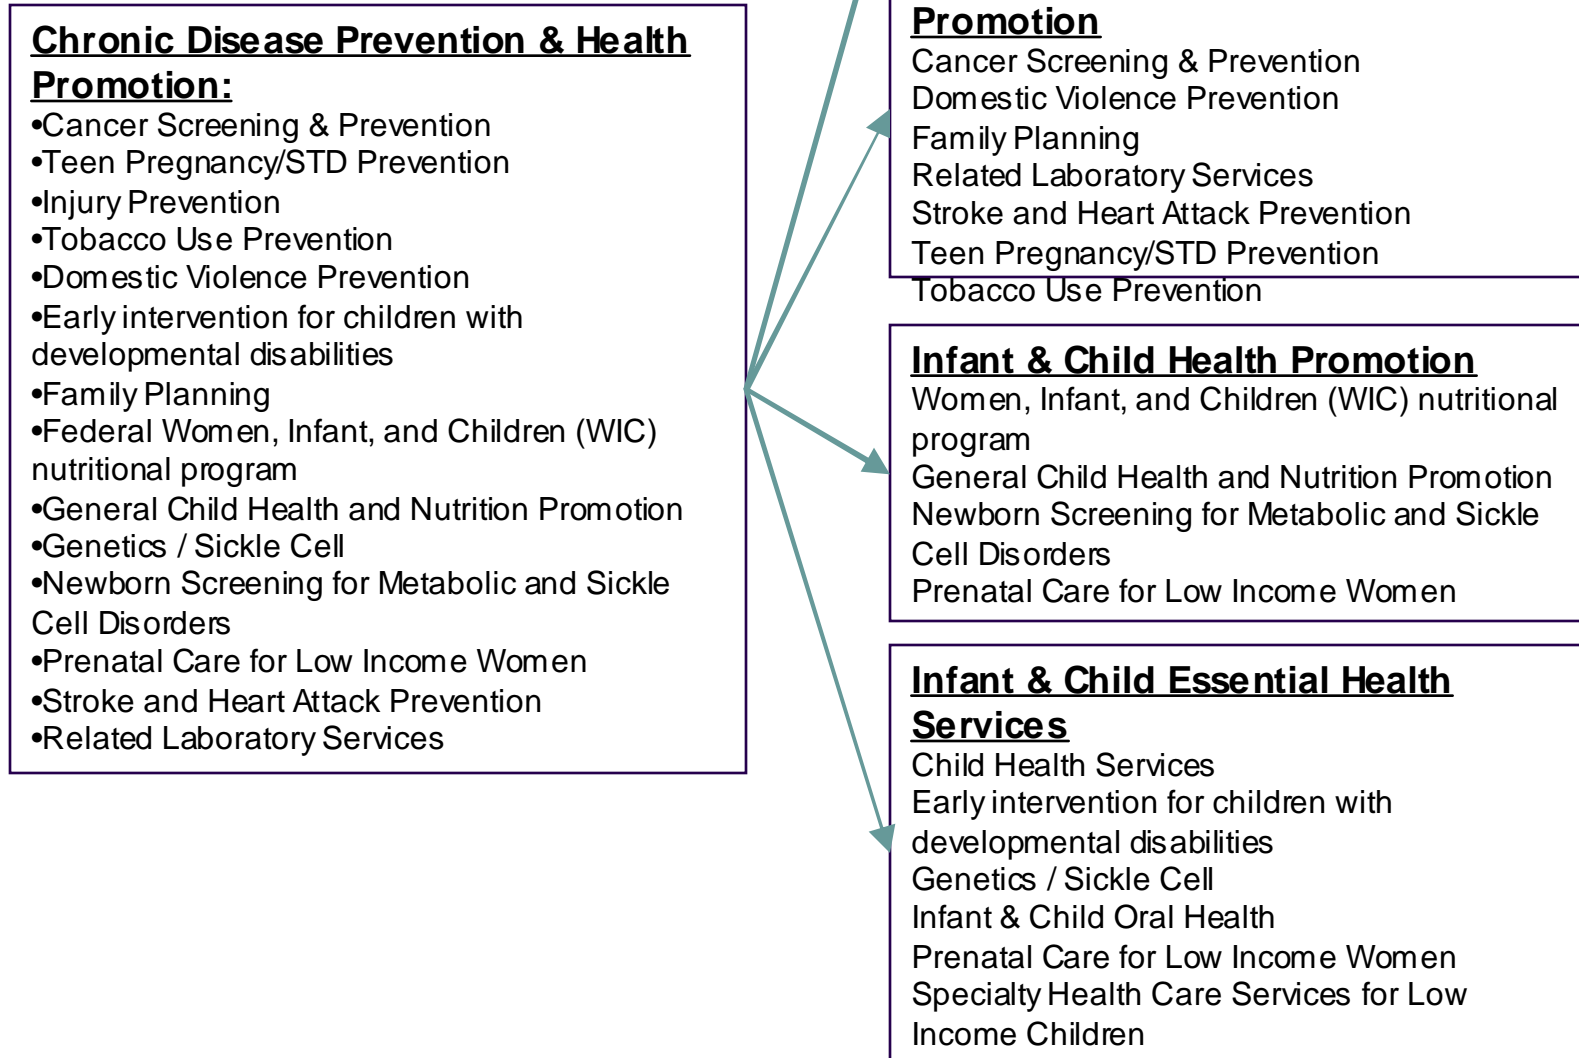 Chronic Disease Prevention & Health
Promotion:
•Cancer Screening & Prevention
•Teen Pregnancy/STD Prevention
•Injury Prevention
•Tobacco Use Prevention
•Domestic Violence Prevention
•Early intervention for children with
developmental disabilities
•Family Planning
•Federal Women, Infant, and Children (WIC)
nutritional program
•General Child Health and Nutrition Promotion
•Genetics / Sickle Cell
•Newborn Screening for Metabolic and Sickle
Cell Disorders
•Prenatal Care for Low Income Women
•Stroke and Heart Attack Prevention
•Related Laboratory Services
Promotion
Cancer Screening & Prevention
Domestic Violence Prevention
Family Planning
Related Laboratory Services
Stroke and Heart Attack Prevention
Teen Pregnancy/STD Prevention
Tobacco Use Prevention
Infant & Child Health Promotion
Women, Infant, and Children (WIC) nutritional
program
General Child Health and Nutrition Promotion
Newborn Screening for Metabolic and Sickle
Cell Disorders
Prenatal Care for Low Income Women
Infant & Child Essential Health
Services
Child Health Services
Early intervention for children with
developmental disabilities
Genetics / Sickle Cell
Infant & Child Oral Health
Prenatal Care for Low Income Women
Specialty Health Care Services for Low
Income Children